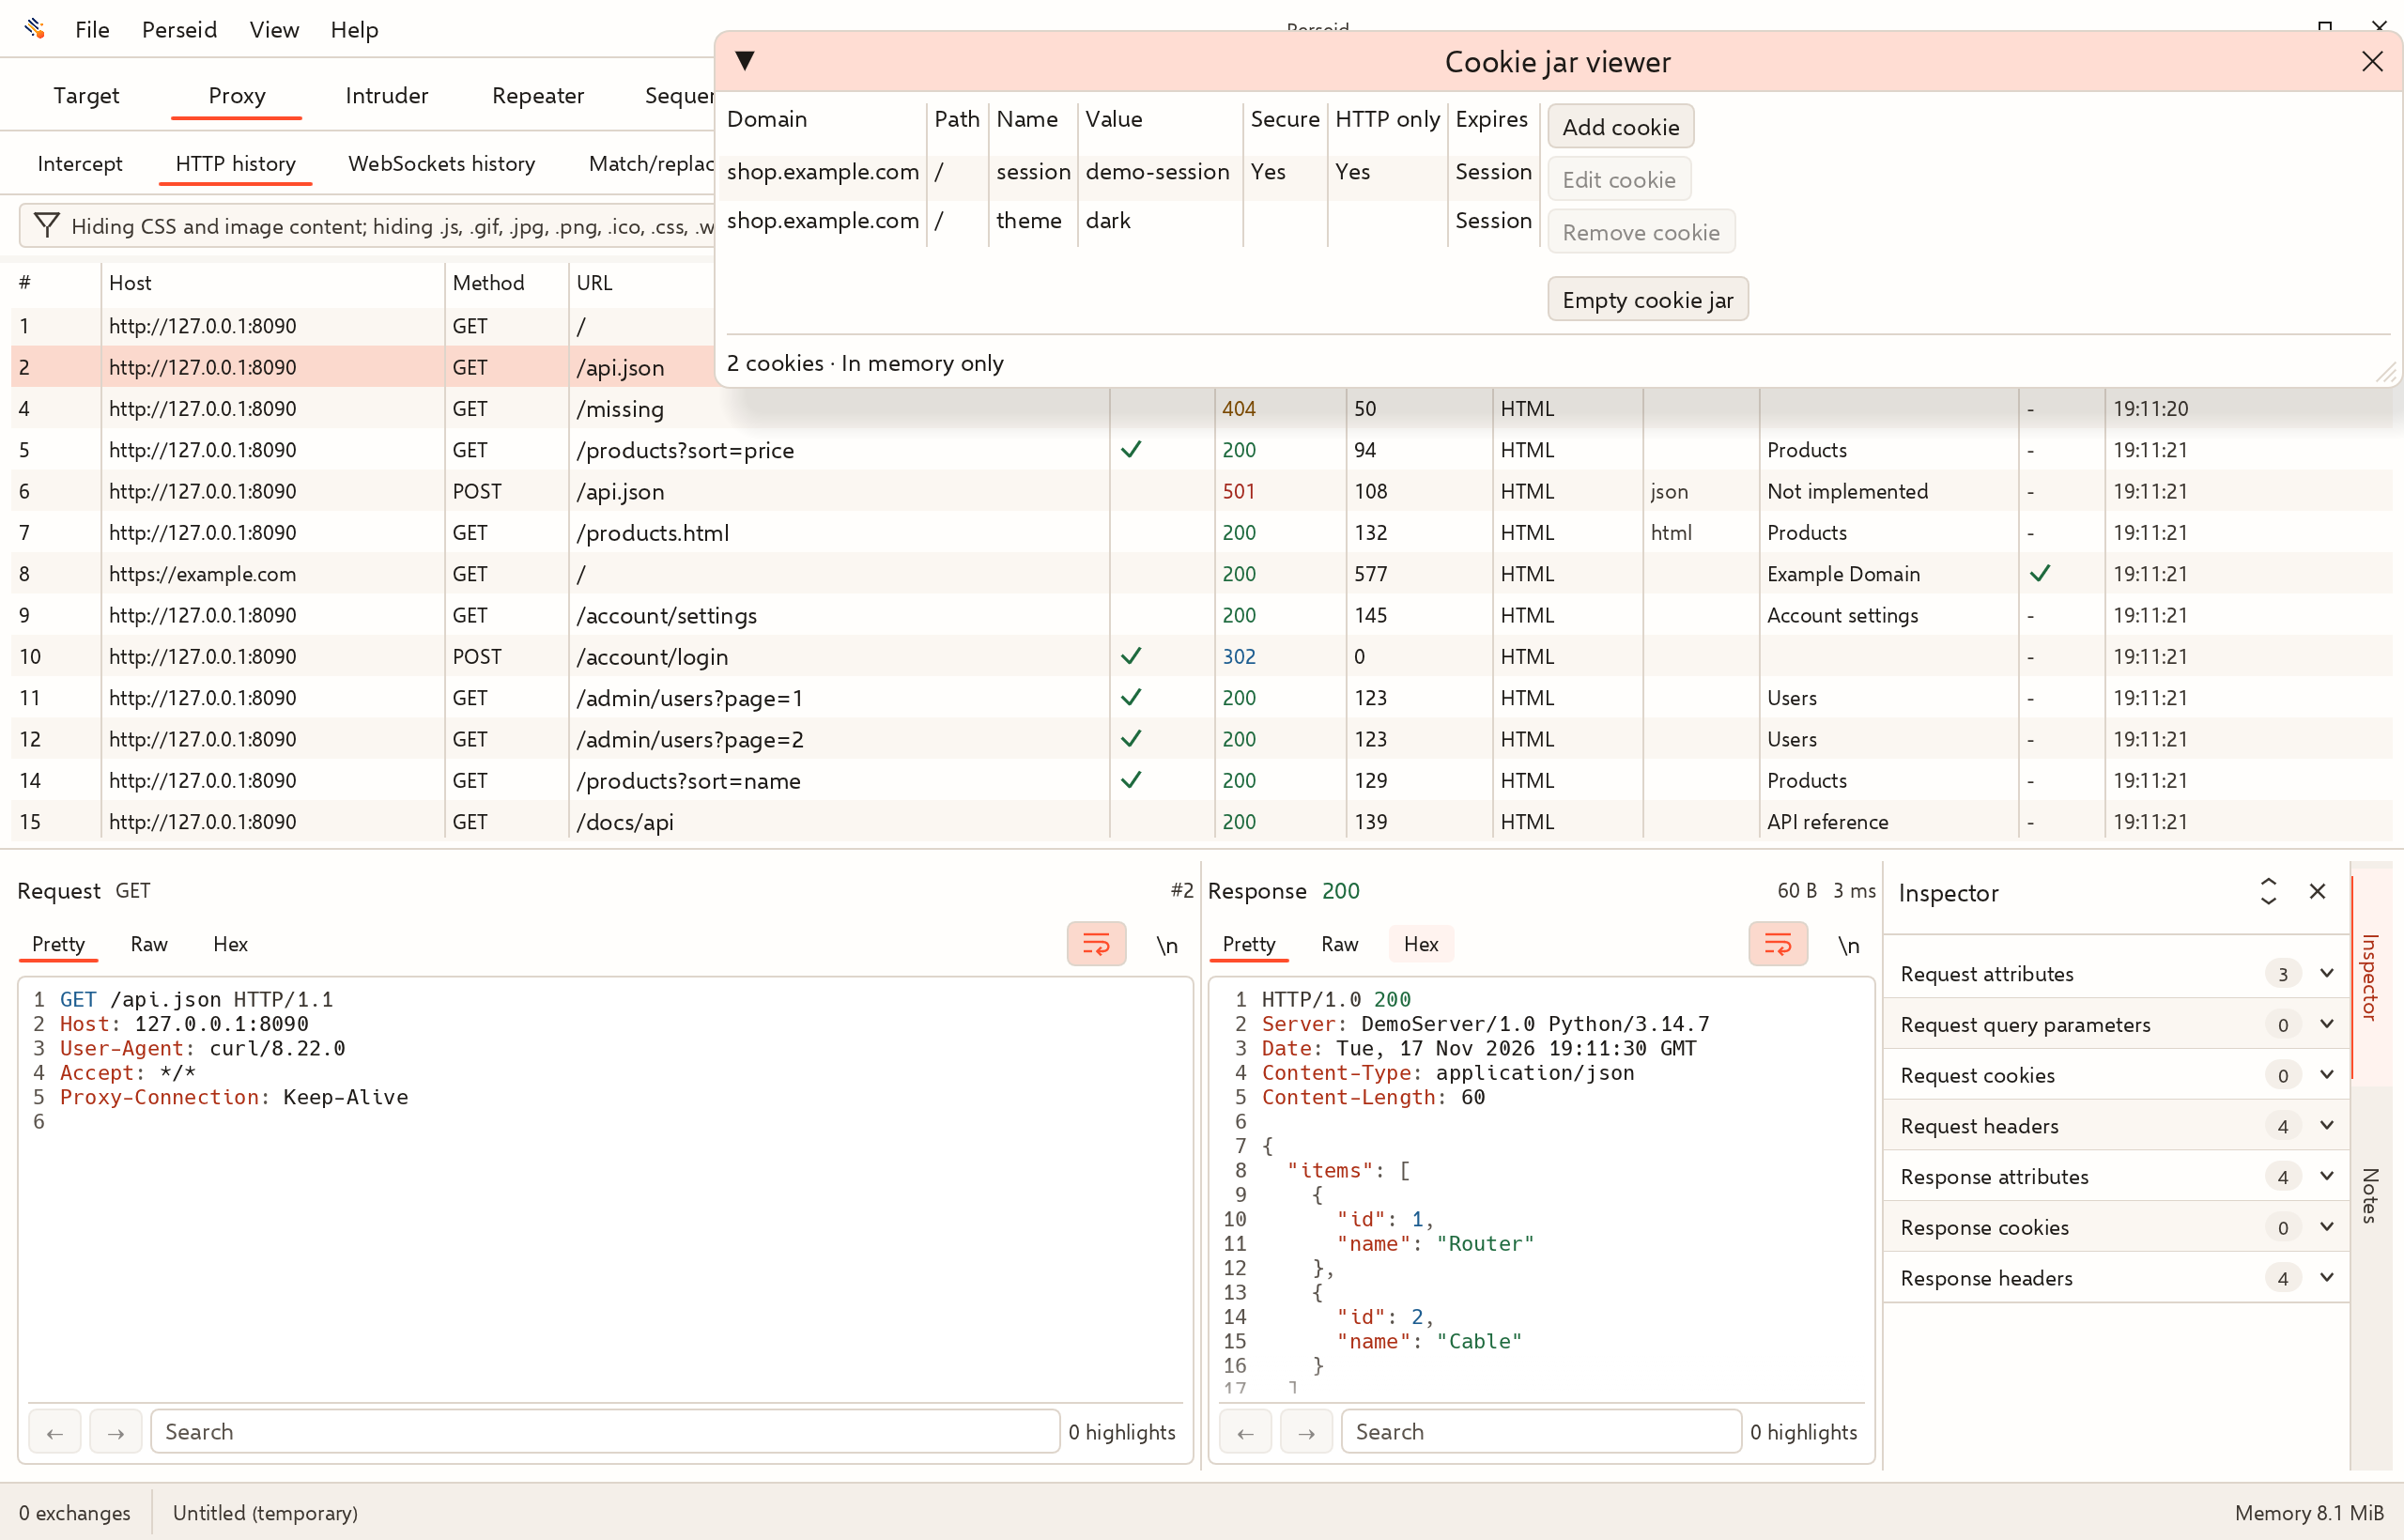 File Perseid View Help
Target Proxy Intruder Repeater
Intercept HTTP history WebSockets history
Hiding CSS and image content; hiding .js, .gif, .jpg, .png, .ico, .css,
Cookie jar viewer
Domain Path Name Value Secure HTTP only Expires Add cookie
shop.example.com / session demo-session Yes Yes Session Edit cookie
shop.example.com / theme dark Session Remove cookie
Empty cookie jar
2 cookies · In memory only
# Host Method URL
1 http://127.0.0.1:8090 GET /
2 http://127.0.0.1:8090 GET /api.json
4 http://127.0.0.1:8090 GET /missing 404 50 HTML - 19:11:20
5 http://127.0.0.1:8090 GET /products?sort=price 200 94 HTML Products - 19:11:21
6 http://127.0.0.1:8090 POST /api.json 501 108 HTML json Not implemented - 19:11:21
7 http://127.0.0.1:8090 GET /products.html 200 132 HTML html Products - 19:11:21
8 https://example.com GET / 200 577 HTML Example Domain 19:11:21
9 http://127.0.0.1:8090 GET /account/settings 200 145 HTML Account settings - 19:11:21
10 http://127.0.0.1:8090 POST /account/login 302 0 HTML - 19:11:21
11 http://127.0.0.1:8090 GET /admin/users?page=1 200 123 HTML Users - 19:11:21
12 http://127.0.0.1:8090 GET /admin/users?page=2 200 123 HTML Users - 19:11:21
14 http://127.0.0.1:8090 GET /products?sort=name 200 129 HTML Products - 19:11:21
15 http://127.0.0.1:8090 GET /docs/api 200 139 HTML API reference - 19:11:21
Request GET #2
Pretty Raw Hex \n
1 GET /api.json HTTP/1.1
2 Host: 127.0.0.1:8090
3 User-Agent: curl/8.22.0
4 Accept: */*
5 Proxy-Connection: Keep-Alive
6
← → Search 0 highlights
Response 200 60 B 3 ms
Pretty Raw Hex \n
1 HTTP/1.0 200
2 Server: DemoServer/1.0 Python/3.14.7
3 Date: Tue, 17 Nov 2026 19:11:30 GMT
4 Content-Type: application/json
5 Content-Length: 60
6
7 {
8 "items": [
9 {
10 "id": 1,
11 "name": "Router"
12 },
13 {
14 "id": 2,
15 "name": "Cable"
16 }
17 ]
← → Search 0 highlights
Inspector
Request attributes 3
Request query parameters 0
Request cookies 0
Request headers 4
Response attributes 4
Response cookies 0
Response headers 4
Inspector
Notes
0 exchanges Untitled (temporary) Memory 8.1 MiB